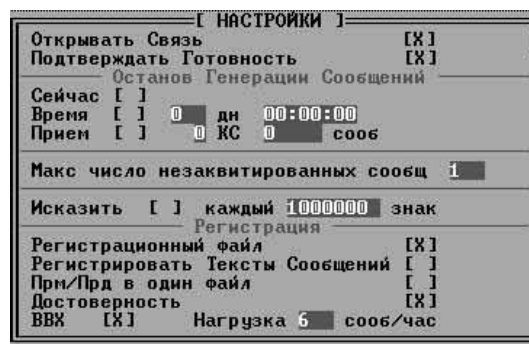 [ НАСТРОЙКИ ]
Открывать Связь [X]
Подтверждать Готовность [X]
Останов Генерации Сообщений
Сейчас [ ]
Время [ ] 0 дн 00:00:00
Прием [ ] 0 КС 0 сооб
Макс число незаквитированных сообщ 1
Исказить [ ] каждый 1000000 знак
Регистрация
Регистрационный файл [X]
Регистрировать Тексты Сообщений [ ]
Прм/Прд в один файл [ ]
Достоверность [X]
ВВХ [X] Нагрузка 6 сооб/час